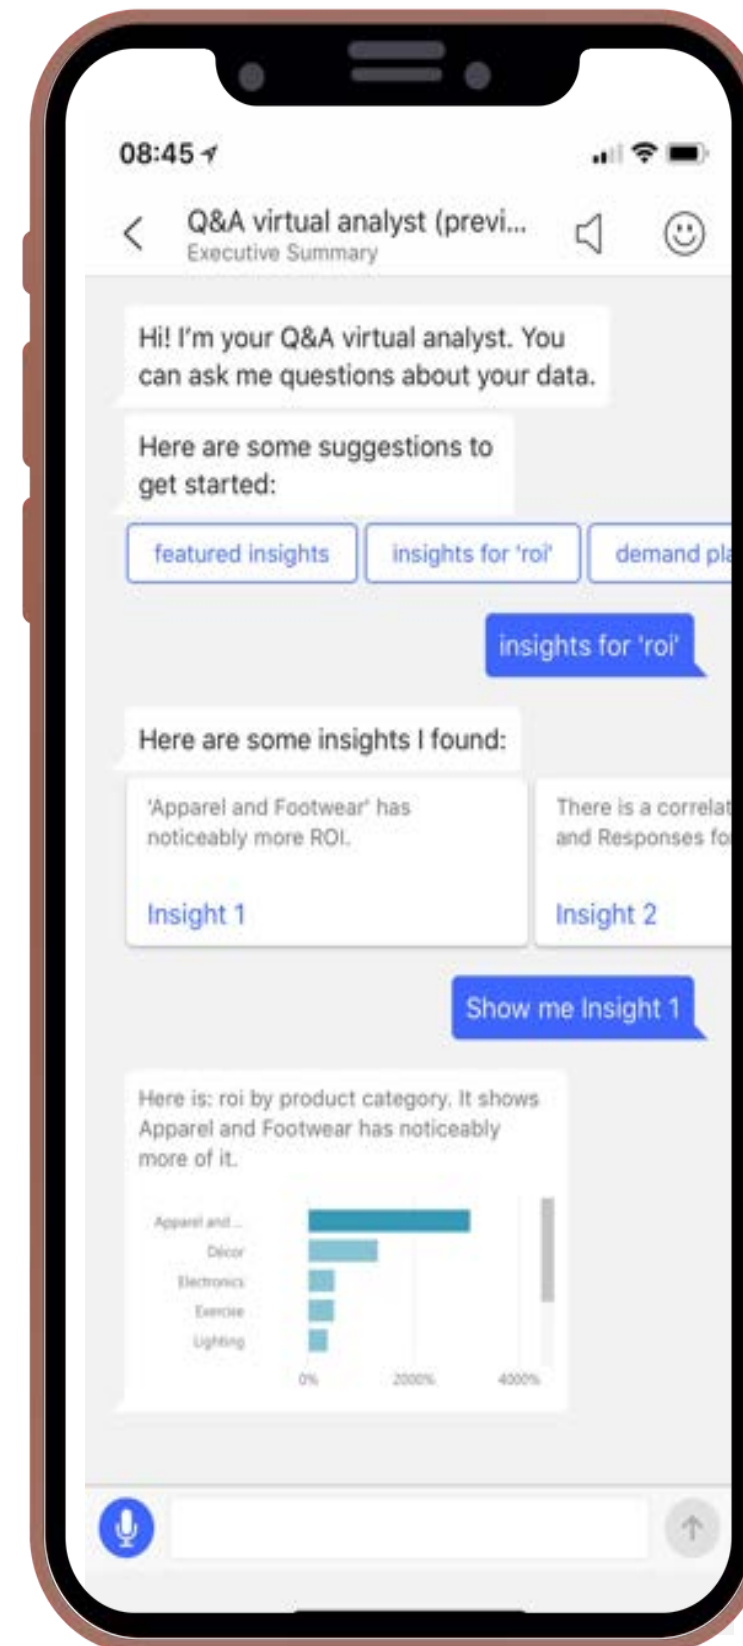 08:45
Q&A virtual analyst (previ...
Executive Summary
Hi! I'm your Q&A virtual analyst. You
can ask me questions about your data.
Here are some suggestions to
get started:
featured insights
insights for 'roi'
demand pla
insights for 'roi'
Here are some insights I found:
'Apparel and Footwear' has
noticeably more ROI.
Insight 1
There is a correlat
and Responses fo
Insight 2
Show me Insight 1
Here is: roi by product category. It shows
Apparel and Footwear has noticeably
more of it.
Apparel and ...
Décor
Electronics
Exercise
Lighting
0% 2000% 4000%